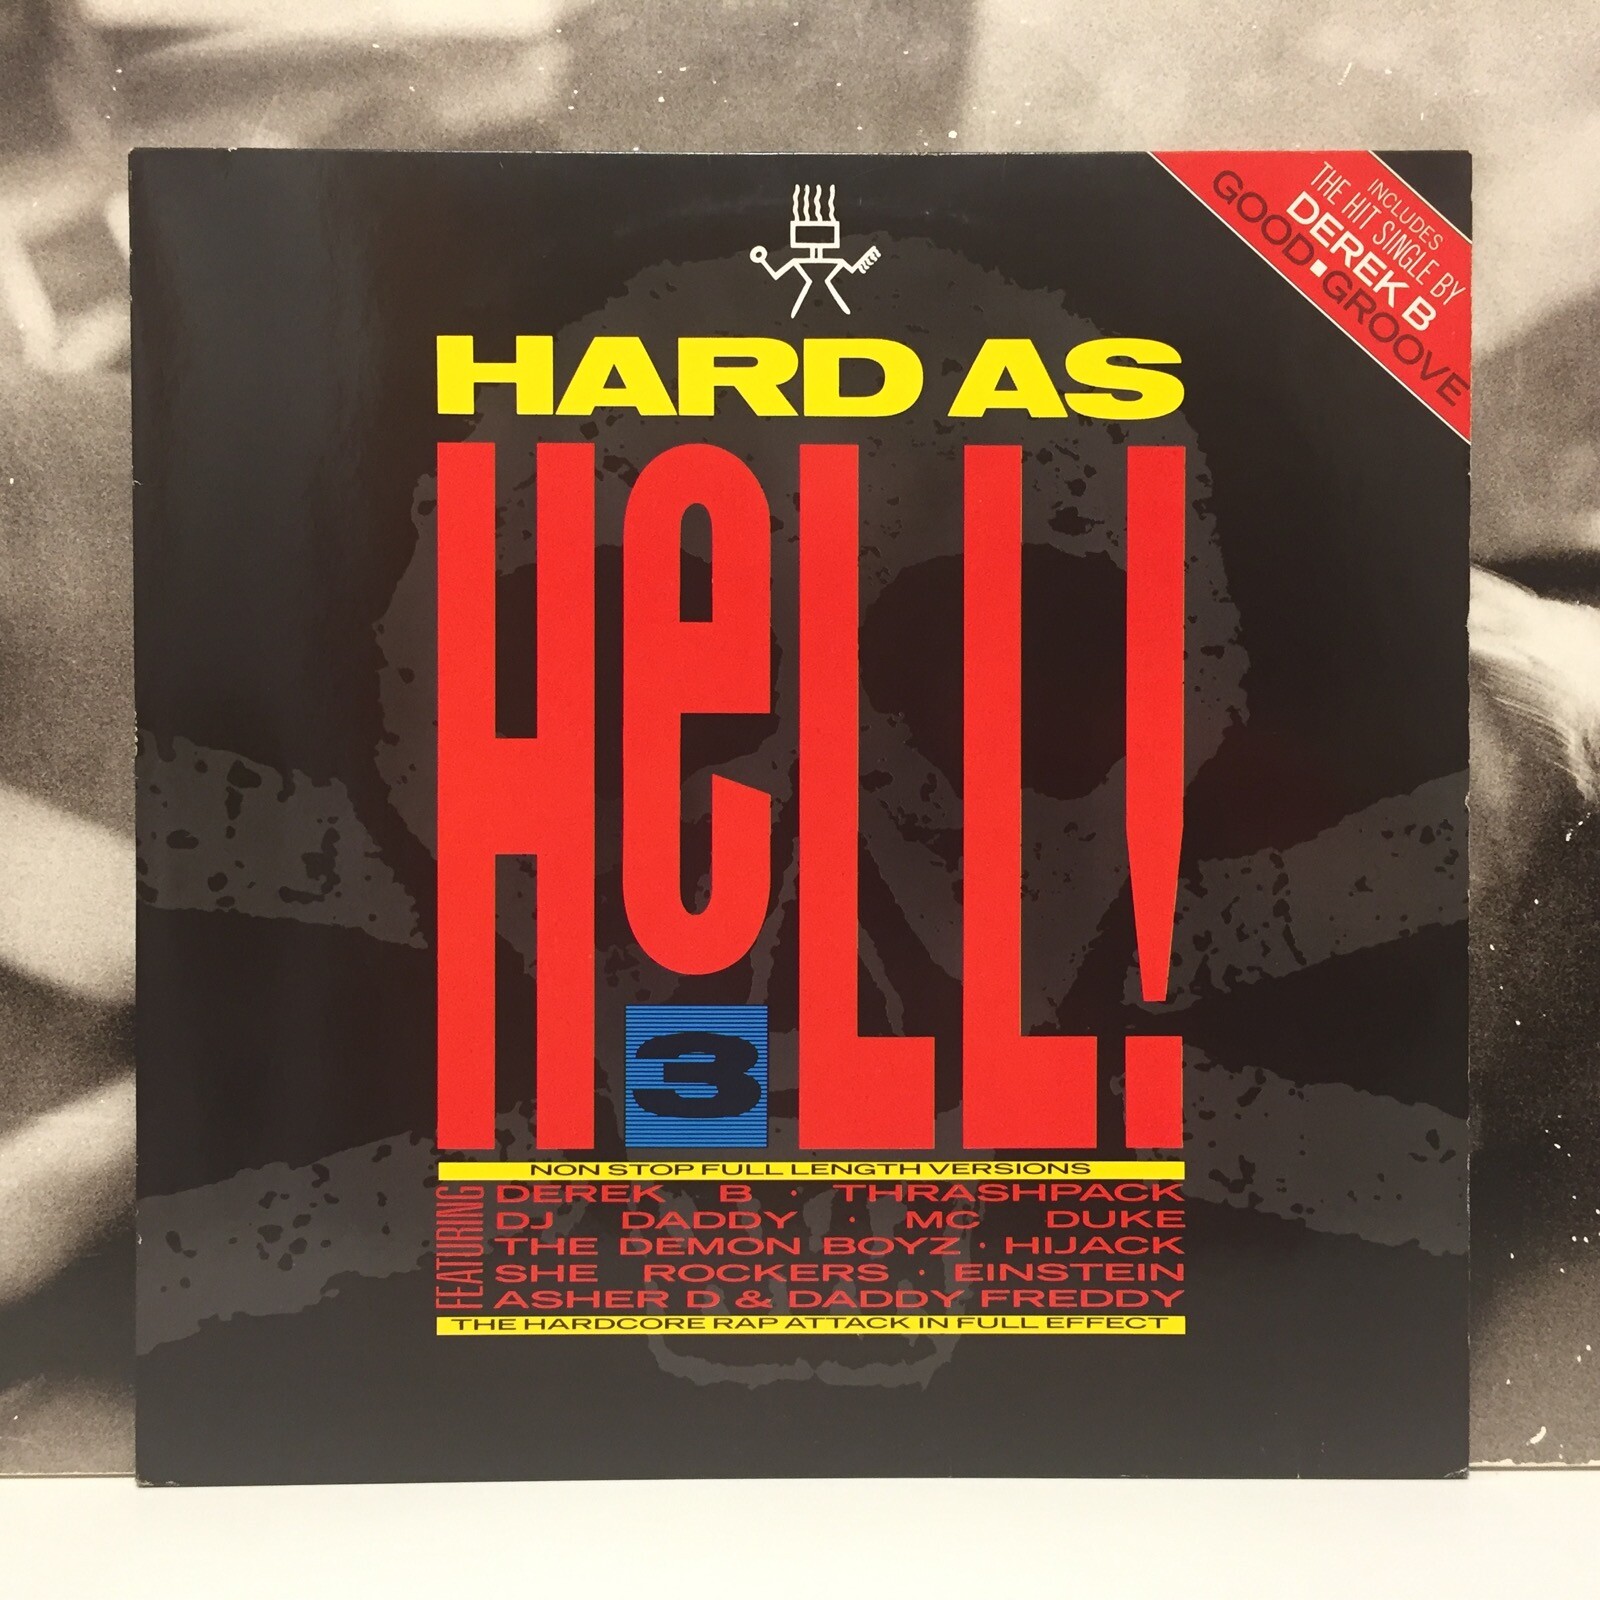 INCLUDES
THE HIT SINGLE BY
DEREK B
GOOD▪GROOVE
HARD AS
HeLL!
3
NON STOP FULL LENGTH VERSIONS
FEATURING
DEREK B · THRASHPACK
DJ DADDY · MC DUKE
THE DEMON BOYZ · HIJACK
SHE ROCKERS · EINSTEIN
ASHER D & DADDY FREDDY
THE HARDCORE RAP ATTACK IN FULL EFFECT